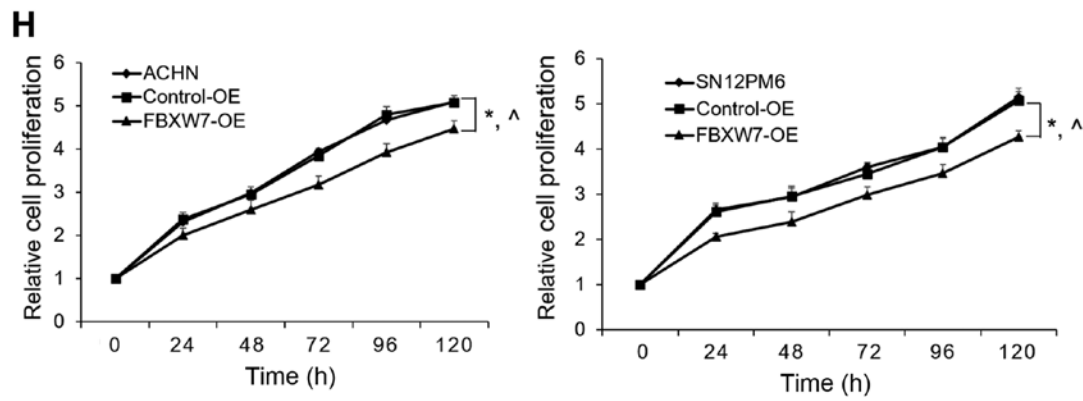 H
Relative cell proliferation
6
5
4
3
2
1
0
ACHN
Control-OE
FBXW7-OE
*, ^
0 24 48 72 96 120
Time (h)
Relative cell proliferation
6
5
4
3
2
1
0
SN12PM6
Control-OE
FBXW7-OE
*, ^
0 24 48 72 96 120
Time (h)